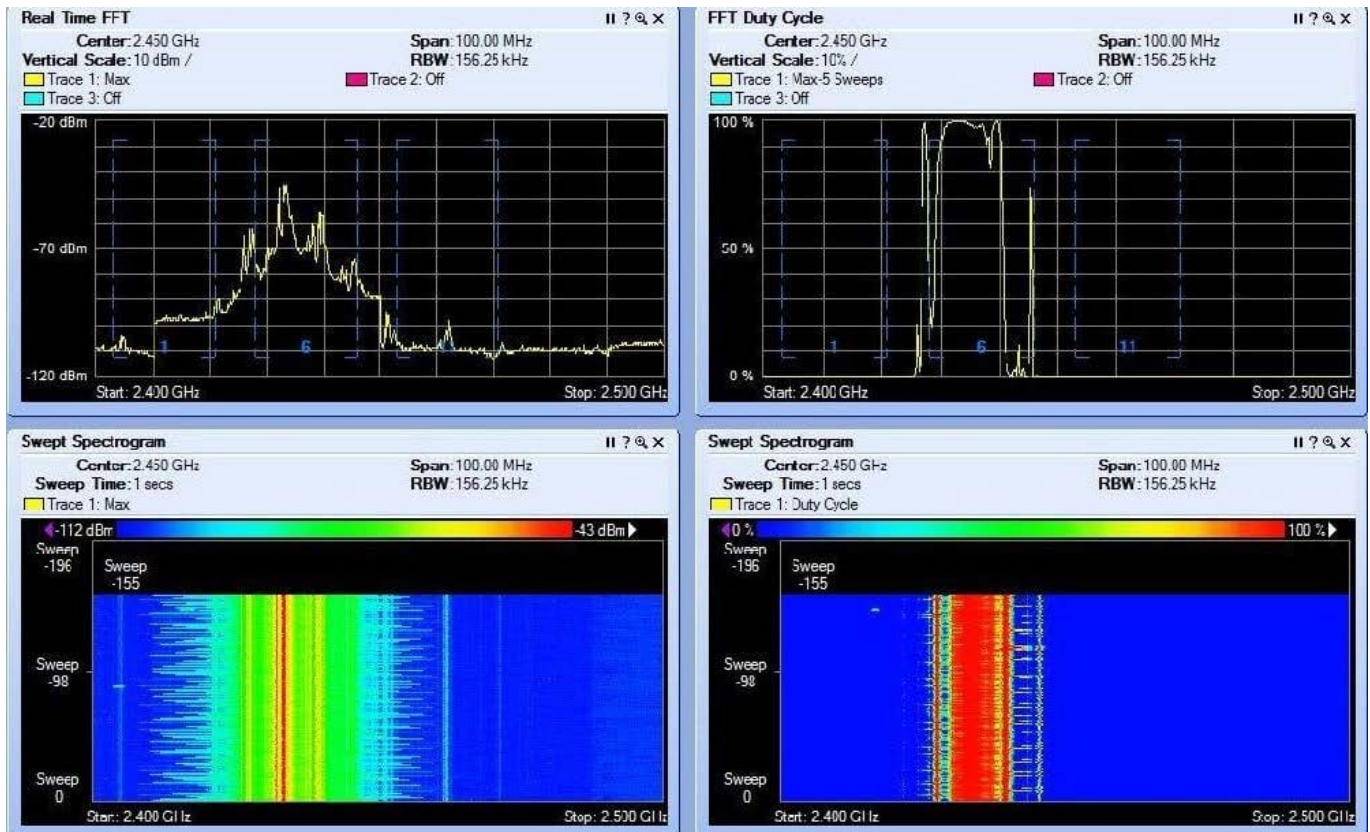 Real Time FFT
Center: 2.450 GHz Span: 100.00 MHz
Vertical Scale: 10 dBm / RBW: 156.25 kHz
Trace 1: Max Trace 2: Off
Trace 3: Off
-20 dBm
-70 dBm
-120 dBm
1 6
Start: 2.400 GHz Stop: 2.500 GHz
FFT Duty Cycle
Center: 2.450 GHz Span: 100.00 MHz
Vertical Scale: 10% / RBW: 156.25 kHz
Trace 1: Max-5 Sweeps Trace 2: Off
Trace 3: Off
100 %
50 %
0 %
1 6 11
Start: 2.400 GHz Stop: 2.500 GHz
Swept Spectrogram
Center: 2.450 GHz Span: 100.00 MHz
Sweep Time: 1 secs RBW: 156.25 kHz
Trace 1: Max
-112 dBm -43 dBm
Sweep
-196
Sweep
-155
Sweep
-98
Sweep
0
Start: 2.400 GHz Stop: 2.500 GHz
Swept Spectrogram
Center: 2.450 GHz Span: 100.00 MHz
Sweep Time: 1 secs RBW: 156.25 kHz
Trace 1: Duty Cycle
0 % 100 %
Sweep
-196
Sweep
-155
Sweep
-98
Sweep
0
Start: 2.400 GHz Stop: 2.500 GHz